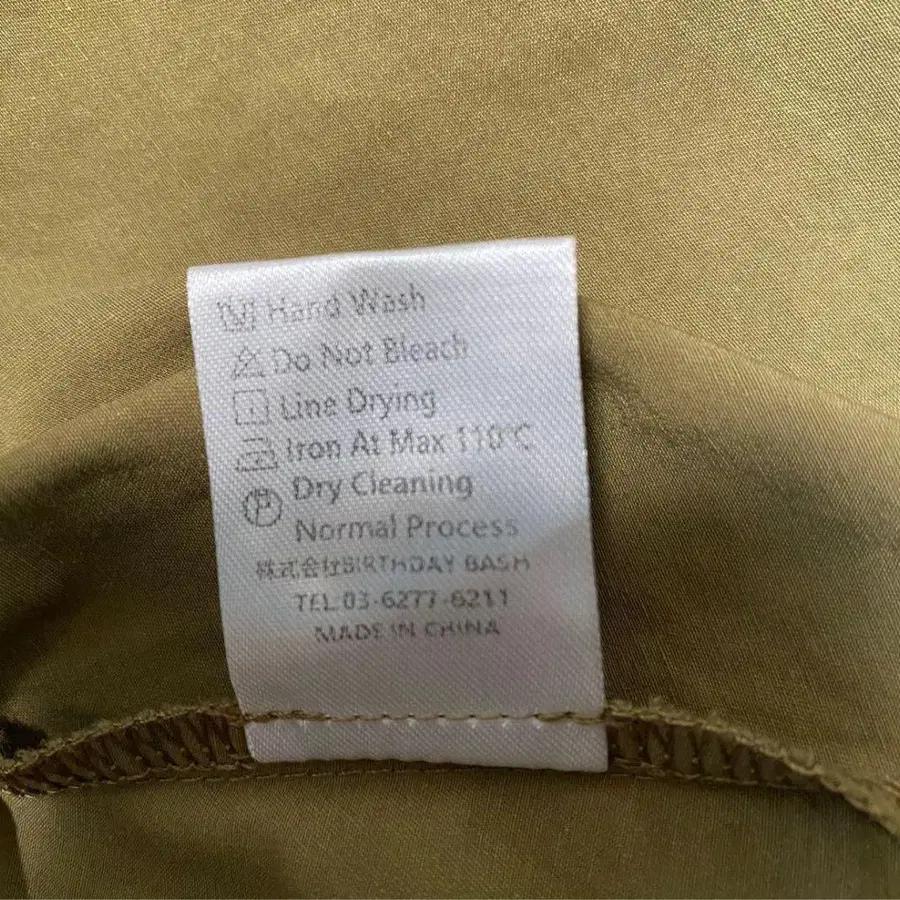 Hand Wash
Do Not Bleach
Line Drying
Iron At Max 110℃
P Dry Cleaning
Normal Process
株式会社BIRTHDAY BASH
TEL:03-6277-6211
MADE IN CHINA